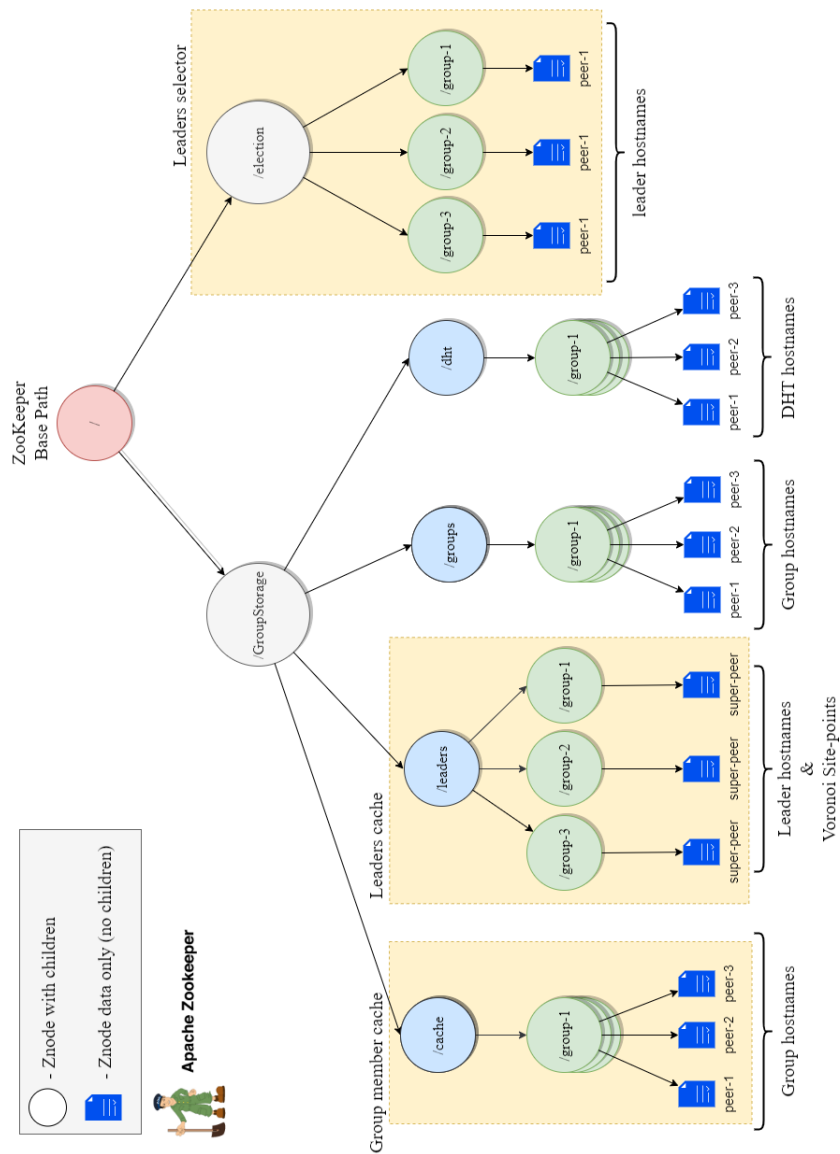 - Znode with children
- Znode data only (no children)
Apache Zookeeper
ZooKeeper
Base Path
/
/GroupStorage
Leaders selector
/election
/group-3
/group-2
/group-1
peer-1
peer-1
peer-1
leader hostnames
Group member cache
/cache
/group-1
peer-1
peer-2
peer-3
Group hostnames
Leaders cache
/leaders
/group-3
/group-2
/group-1
super-peer
super-peer
super-peer
Leader hostnames
&
Voronoi Site-points
/groups
/group-1
peer-1
peer-2
peer-3
Group hostnames
/dht
/group-1
peer-1
peer-2
peer-3
DHT hostnames